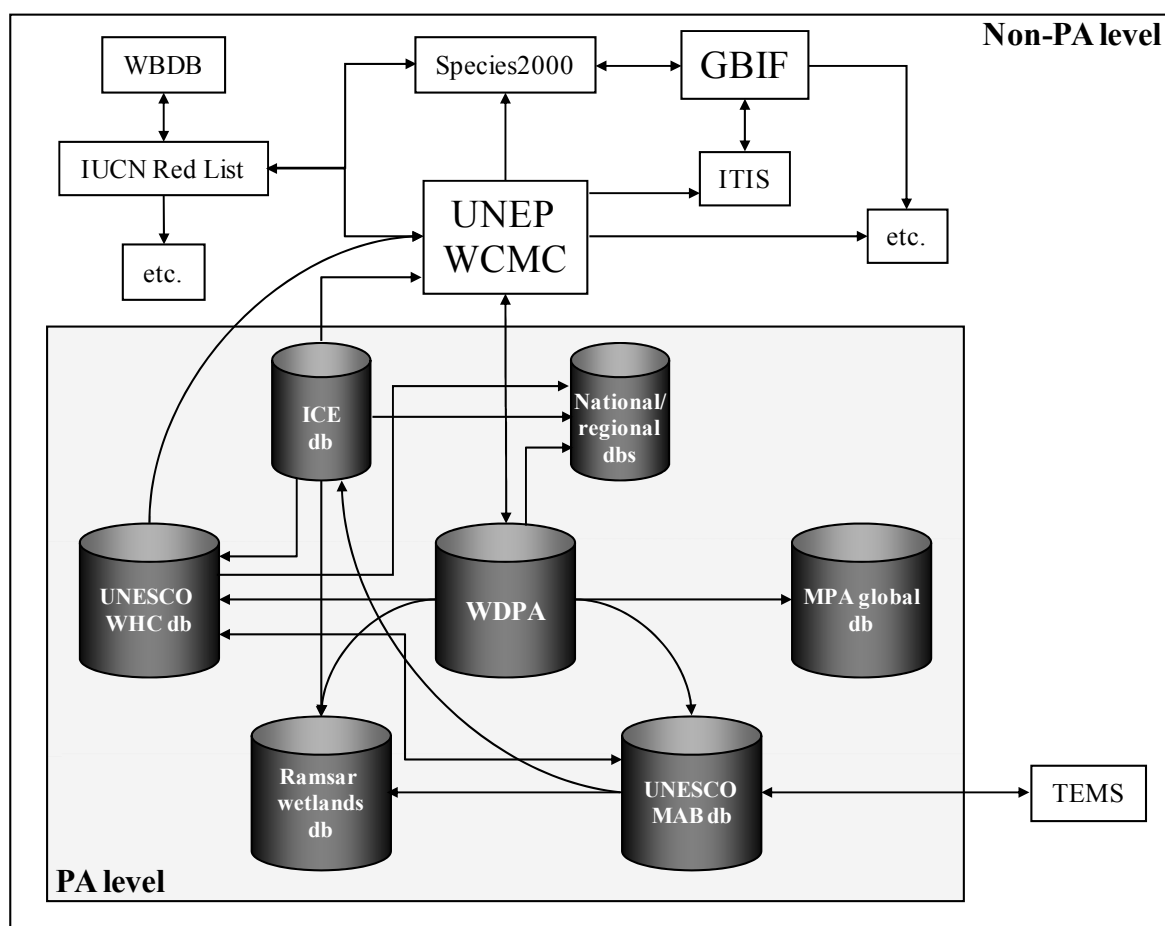 Non-PA level
WBDB
Species2000
GBIF
IUCN Red List
ITIS
UNEP
WCMC
etc.
etc.
ICE
db
National/
regional
dbs
UNESCO
WHC db
WDPA
MPA global
db
Ramsar
wetlands
db
UNESCO
MAB db
TEMS
PA level